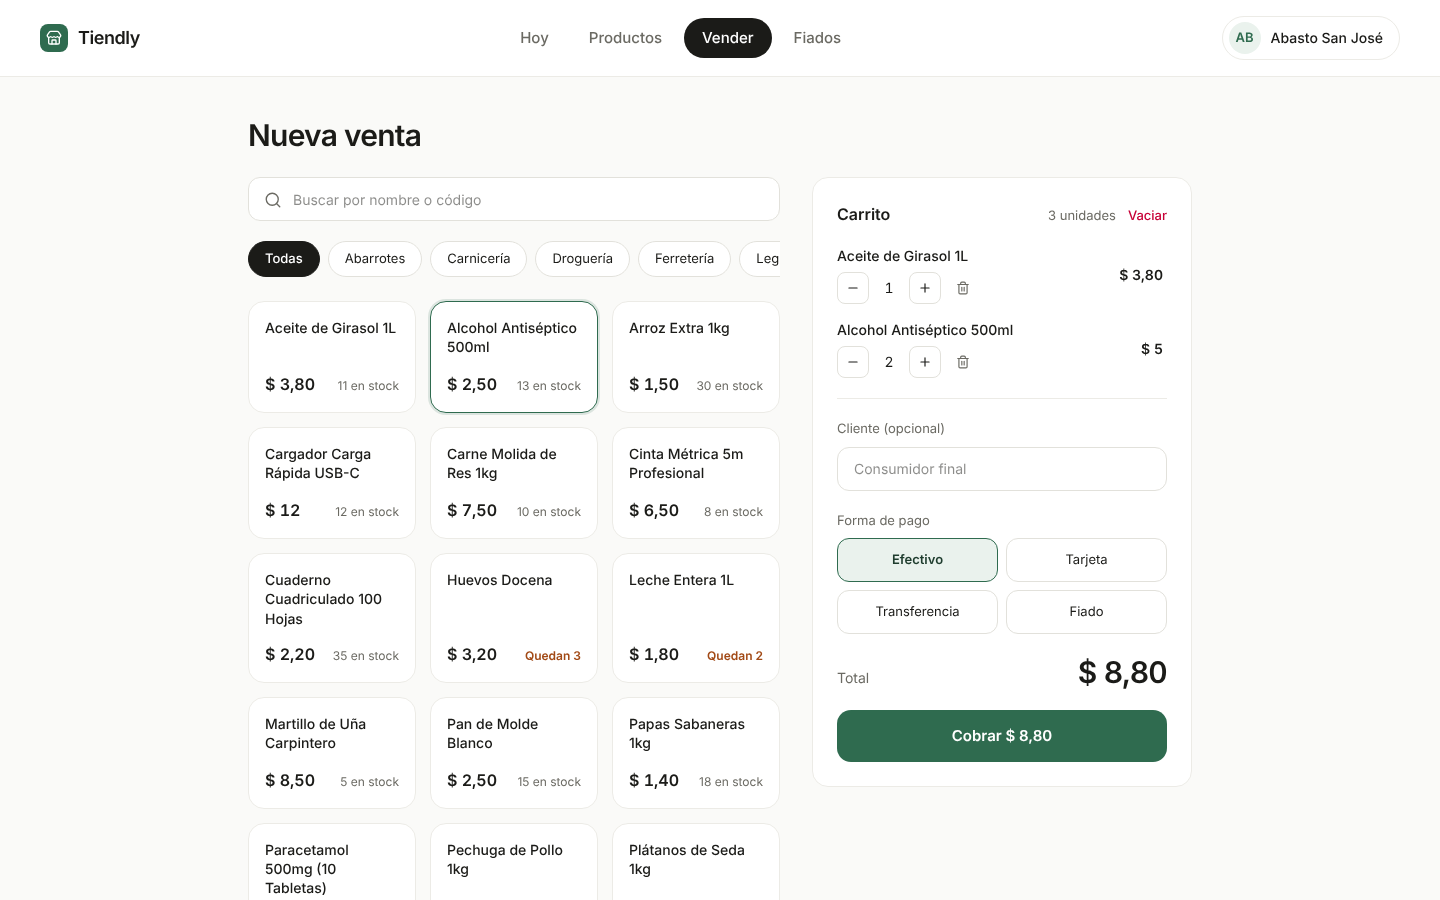 Tiendly
Hoy
Productos
Vender
Fiados
AB
Abasto San José
Nueva venta
Buscar por nombre o código
Todas
Abarrotes
Carnicería
Droguería
Ferretería
Leg
Aceite de Girasol 1L
$ 3,80
11 en stock
Alcohol Antiséptico
500ml
$ 2,50
13 en stock
Arroz Extra 1kg
$ 1,50
30 en stock
Cargador Carga
Rápida USB-C
$ 12
12 en stock
Carne Molida de
Res 1kg
$ 7,50
10 en stock
Cinta Métrica 5m
Profesional
$ 6,50
8 en stock
Cuaderno
Cuadriculado 100
Hojas
$ 2,20
35 en stock
Huevos Docena
$ 3,20
Quedan 3
Leche Entera 1L
$ 1,80
Quedan 2
Martillo de Uña
Carpintero
$ 8,50
5 en stock
Pan de Molde
Blanco
$ 2,50
15 en stock
Papas Sabaneras
1kg
$ 1,40
18 en stock
Paracetamol
500mg (10
Tabletas)
Pechuga de Pollo
1kg
Plátanos de Seda
1kg
Carrito
3 unidades
Vaciar
Aceite de Girasol 1L
1
$ 3,80
Alcohol Antiséptico 500ml
2
$ 5
Cliente (opcional)
Consumidor final
Forma de pago
Efectivo
Tarjeta
Transferencia
Fiado
Total
$ 8,80
Cobrar $ 8,80